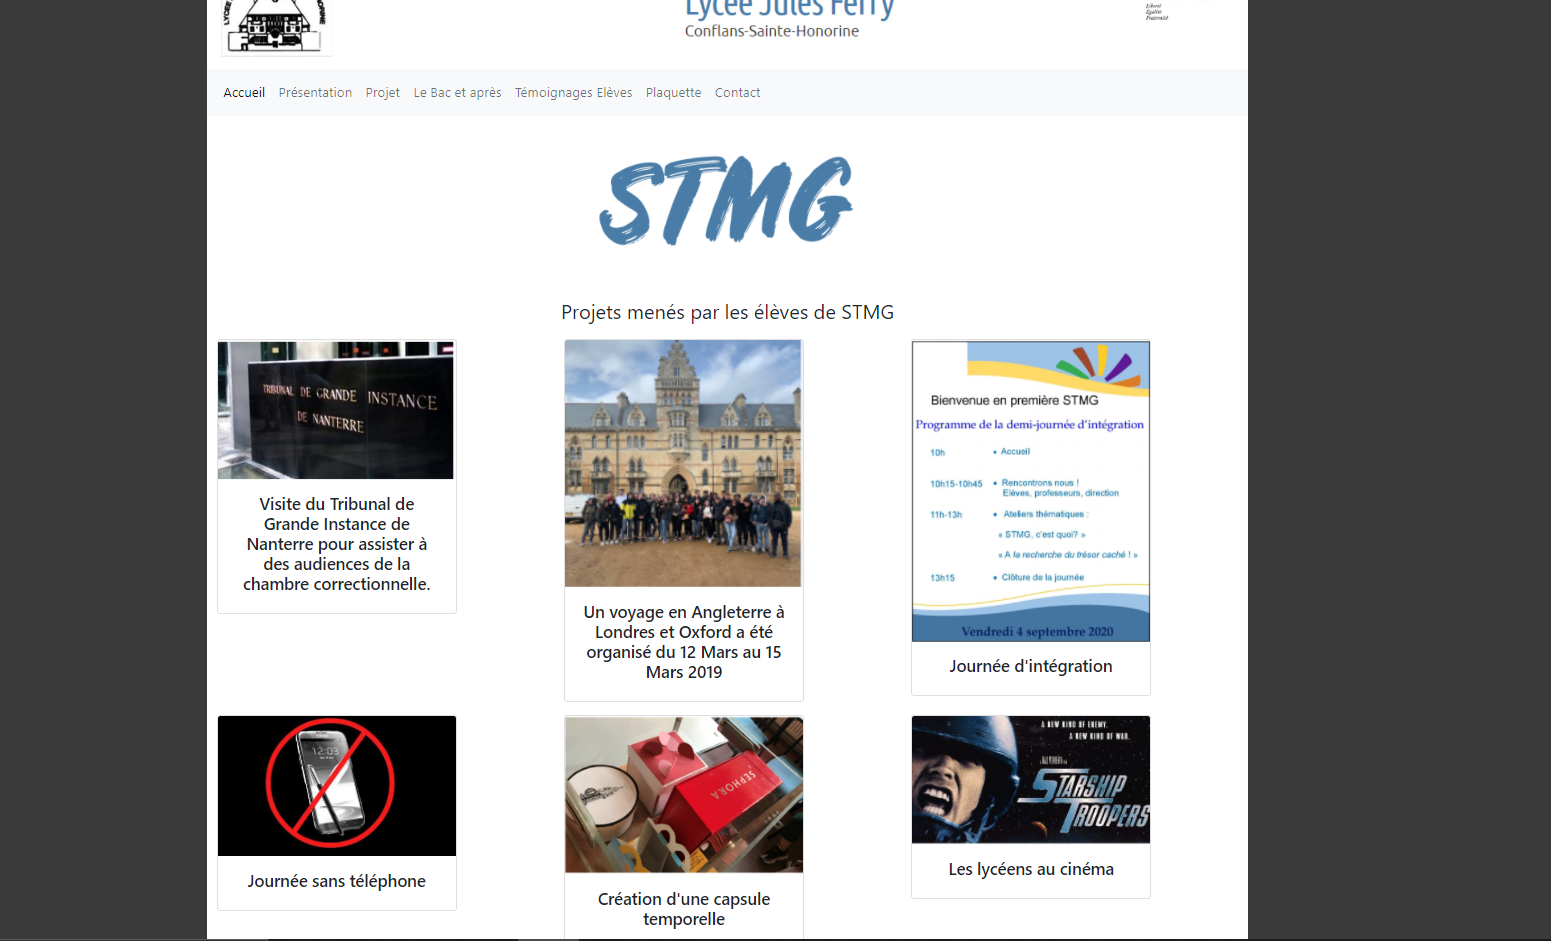 Lycée Jules Ferry
Conflans-Sainte-Honorine
Liberté
Égalité
Fraternité
Accueil Présentation Projet Le Bac et après Témoignages Elèves Plaquette Contact
STMG
Projets menés par les élèves de STMG
TRIBUNAL DE GRANDE INSTANCE
DE NANTERRE
Visite du Tribunal de
Grande Instance de
Nanterre pour assister à
des audiences de la
chambre correctionnelle.
Un voyage en Angleterre à
Londres et Oxford a été
organisé du 12 Mars au 15
Mars 2019
Bienvenue en première STMG
Programme de la demi-journée d'intégration
10h • Accueil
10h15-10h45 • Rencontrons nous !
Elèves, professeurs, direction
11h-13h • Ateliers thématiques :
« STMG, c'est quoi? »
« A la recherche du trésor caché ! »
13h15 • Clôture de la journée
Vendredi 4 septembre 2020
Journée d'intégration
12:03
Journée sans téléphone
SEPHORA
Création d'une capsule
temporelle
A NEW KIND OF ENEMY.
A NEW KIND OF WAR.
STARSHIP
TROOPERS
Les lycéens au cinéma